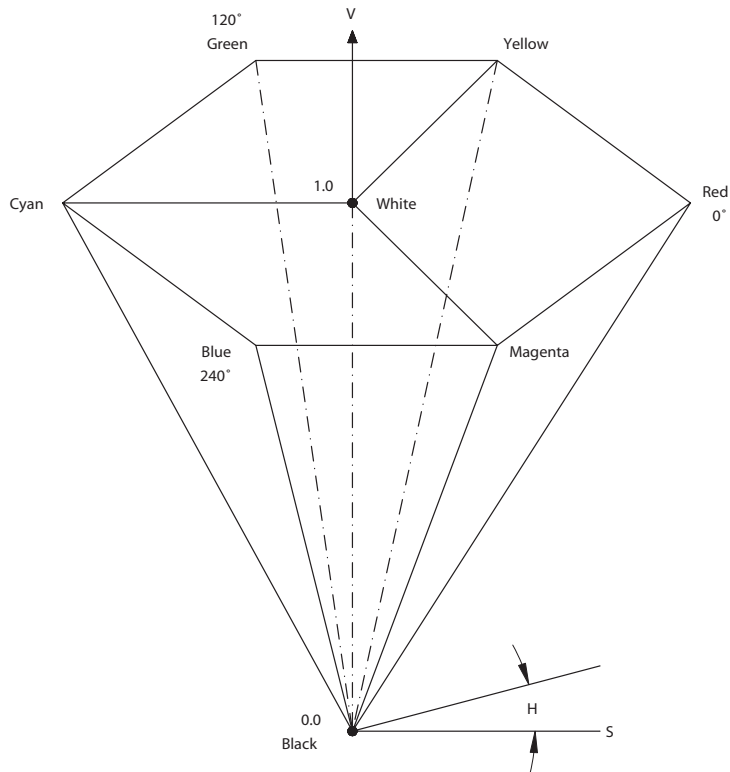 120˚
V
Green
Yellow
1.0
Cyan
White
Red
0˚
Blue
Magenta
240˚
H
0.0
S
Black